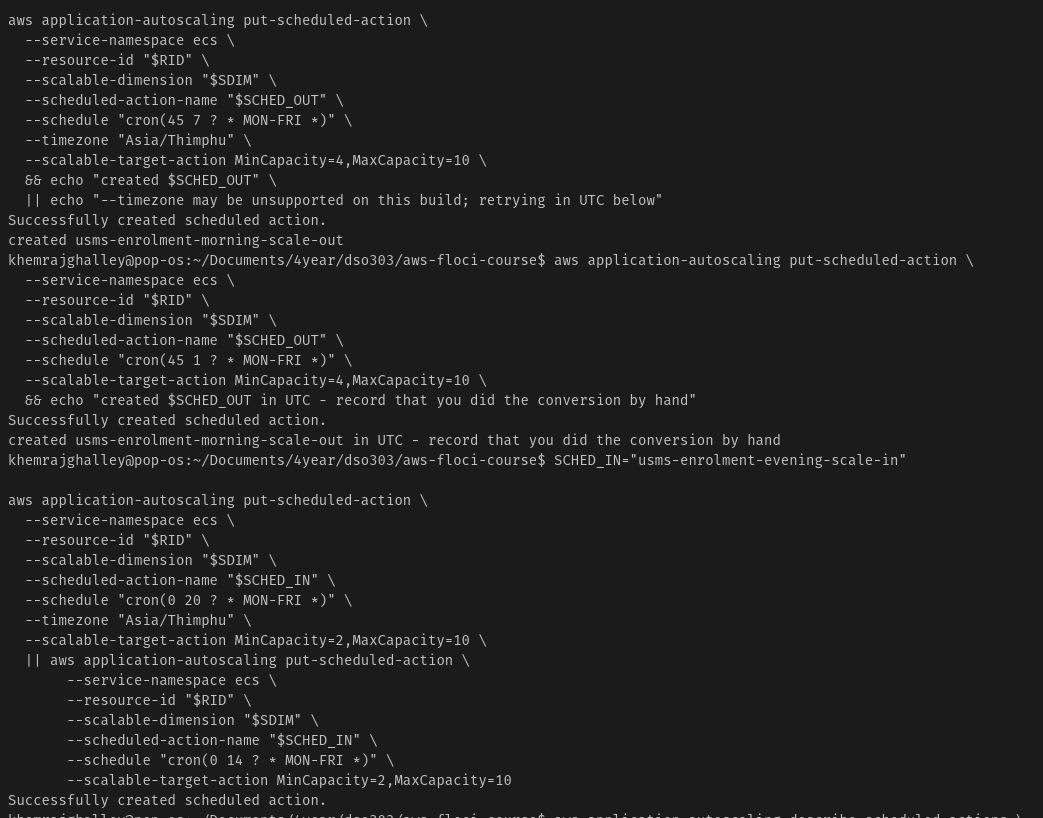 aws application-autoscaling put-scheduled-action \
  --service-namespace ecs \
  --resource-id "$RID" \
  --scalable-dimension "$SDIM" \
  --scheduled-action-name "$SCHED_OUT" \
  --schedule "cron(45 7 ? * MON-FRI *)" \
  --timezone "Asia/Thimphu" \
  --scalable-target-action MinCapacity=4,MaxCapacity=10 \
  && echo "created $SCHED_OUT" \
  || echo "--timezone may be unsupported on this build; retrying in UTC below"
Successfully created scheduled action.
created usms-enrolment-morning-scale-out
khemrajghalley@pop-os:~/Documents/4year/dso303/aws-floci-course$ aws application-autoscaling put-scheduled-action \
  --service-namespace ecs \
  --resource-id "$RID" \
  --scalable-dimension "$SDIM" \
  --scheduled-action-name "$SCHED_OUT" \
  --schedule "cron(45 1 ? * MON-FRI *)" \
  --scalable-target-action MinCapacity=4,MaxCapacity=10 \
  && echo "created $SCHED_OUT in UTC - record that you did the conversion by hand"
Successfully created scheduled action.
created usms-enrolment-morning-scale-out in UTC - record that you did the conversion by hand
khemrajghalley@pop-os:~/Documents/4year/dso303/aws-floci-course$ SCHED_IN="usms-enrolment-evening-scale-in"

aws application-autoscaling put-scheduled-action \
  --service-namespace ecs \
  --resource-id "$RID" \
  --scalable-dimension "$SDIM" \
  --scheduled-action-name "$SCHED_IN" \
  --schedule "cron(0 20 ? * MON-FRI *)" \
  --timezone "Asia/Thimphu" \
  --scalable-target-action MinCapacity=2,MaxCapacity=10 \
  || aws application-autoscaling put-scheduled-action \
       --service-namespace ecs \
       --resource-id "$RID" \
       --scalable-dimension "$SDIM" \
       --scheduled-action-name "$SCHED_IN" \
       --schedule "cron(0 14 ? * MON-FRI *)" \
       --scalable-target-action MinCapacity=2,MaxCapacity=10
Successfully created scheduled action.